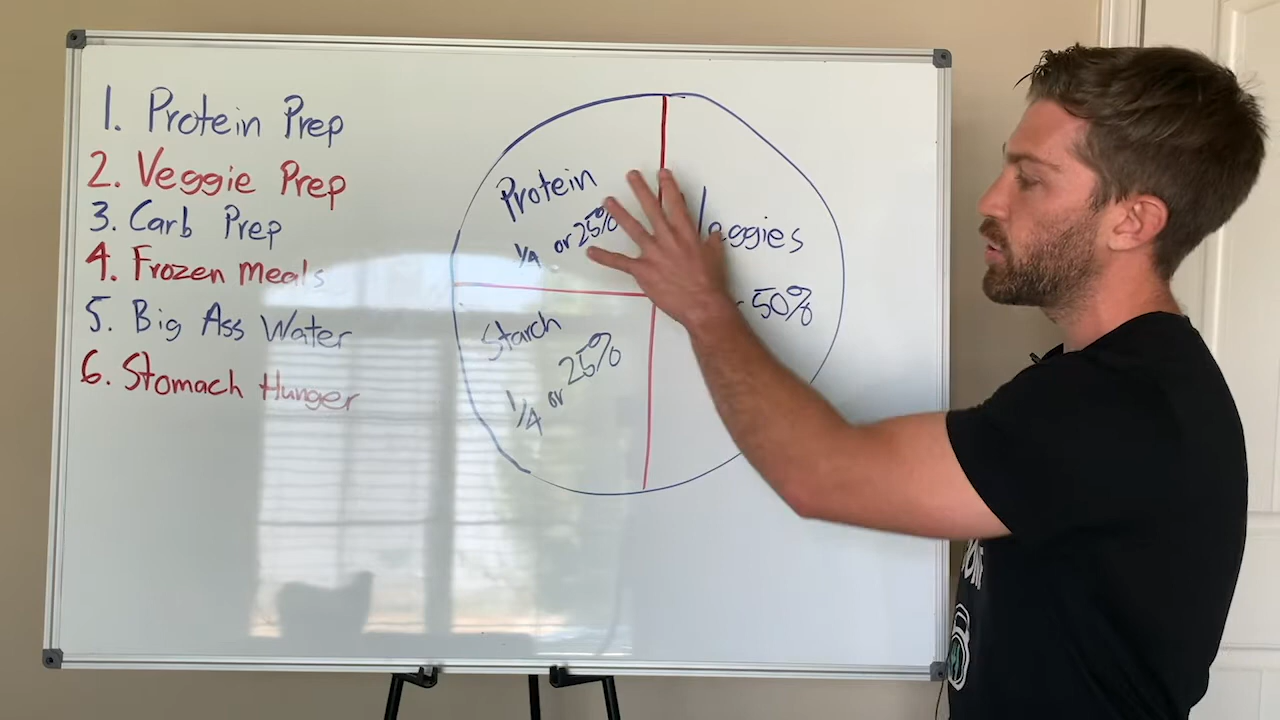 1. Protein Prep
2. Veggie Prep
3. Carb Prep
4. Frozen Meals
5. Big Ass Water
6. Stomach Hunger
Protein
1/4 or 25%
Starch
1/4 or 25%
Veggies
50%